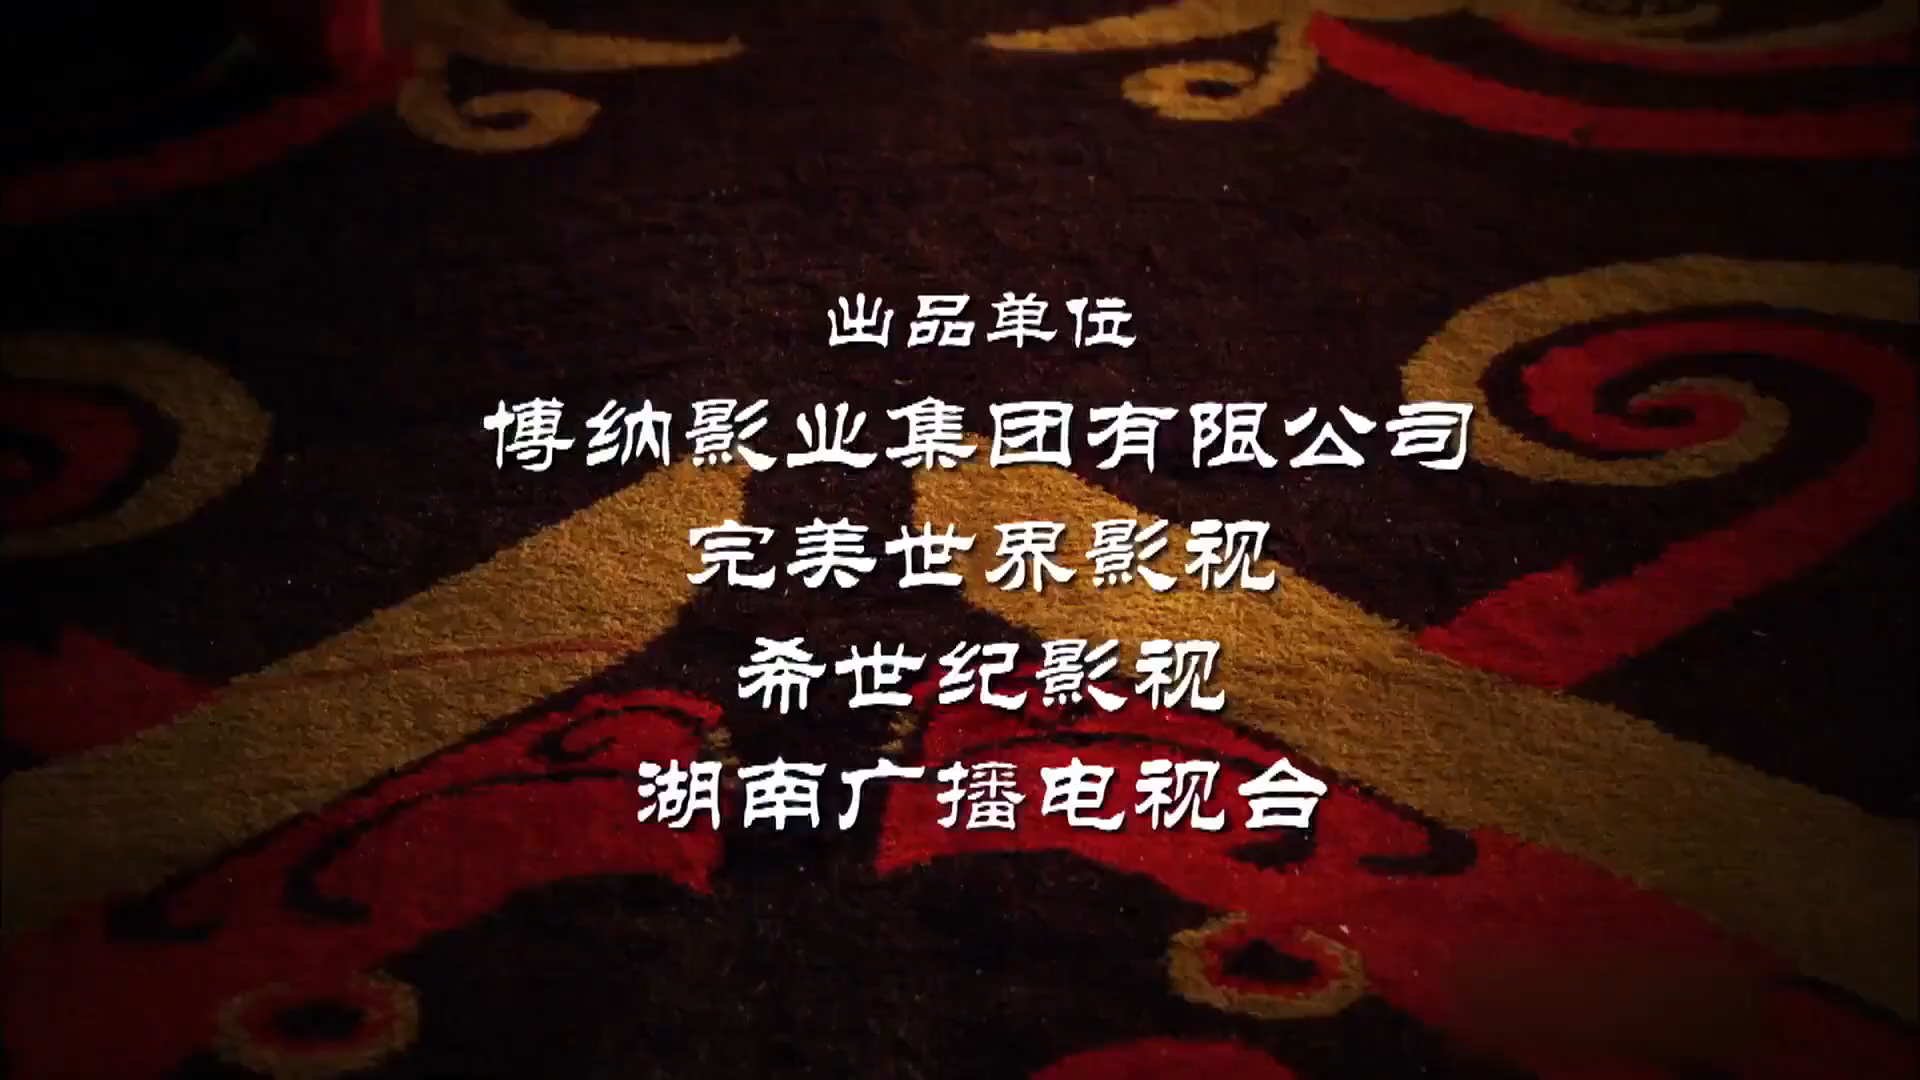 出品单位
博纳影业集团有限公司
完美世界影视
希世纪影视
湖南广播电视台